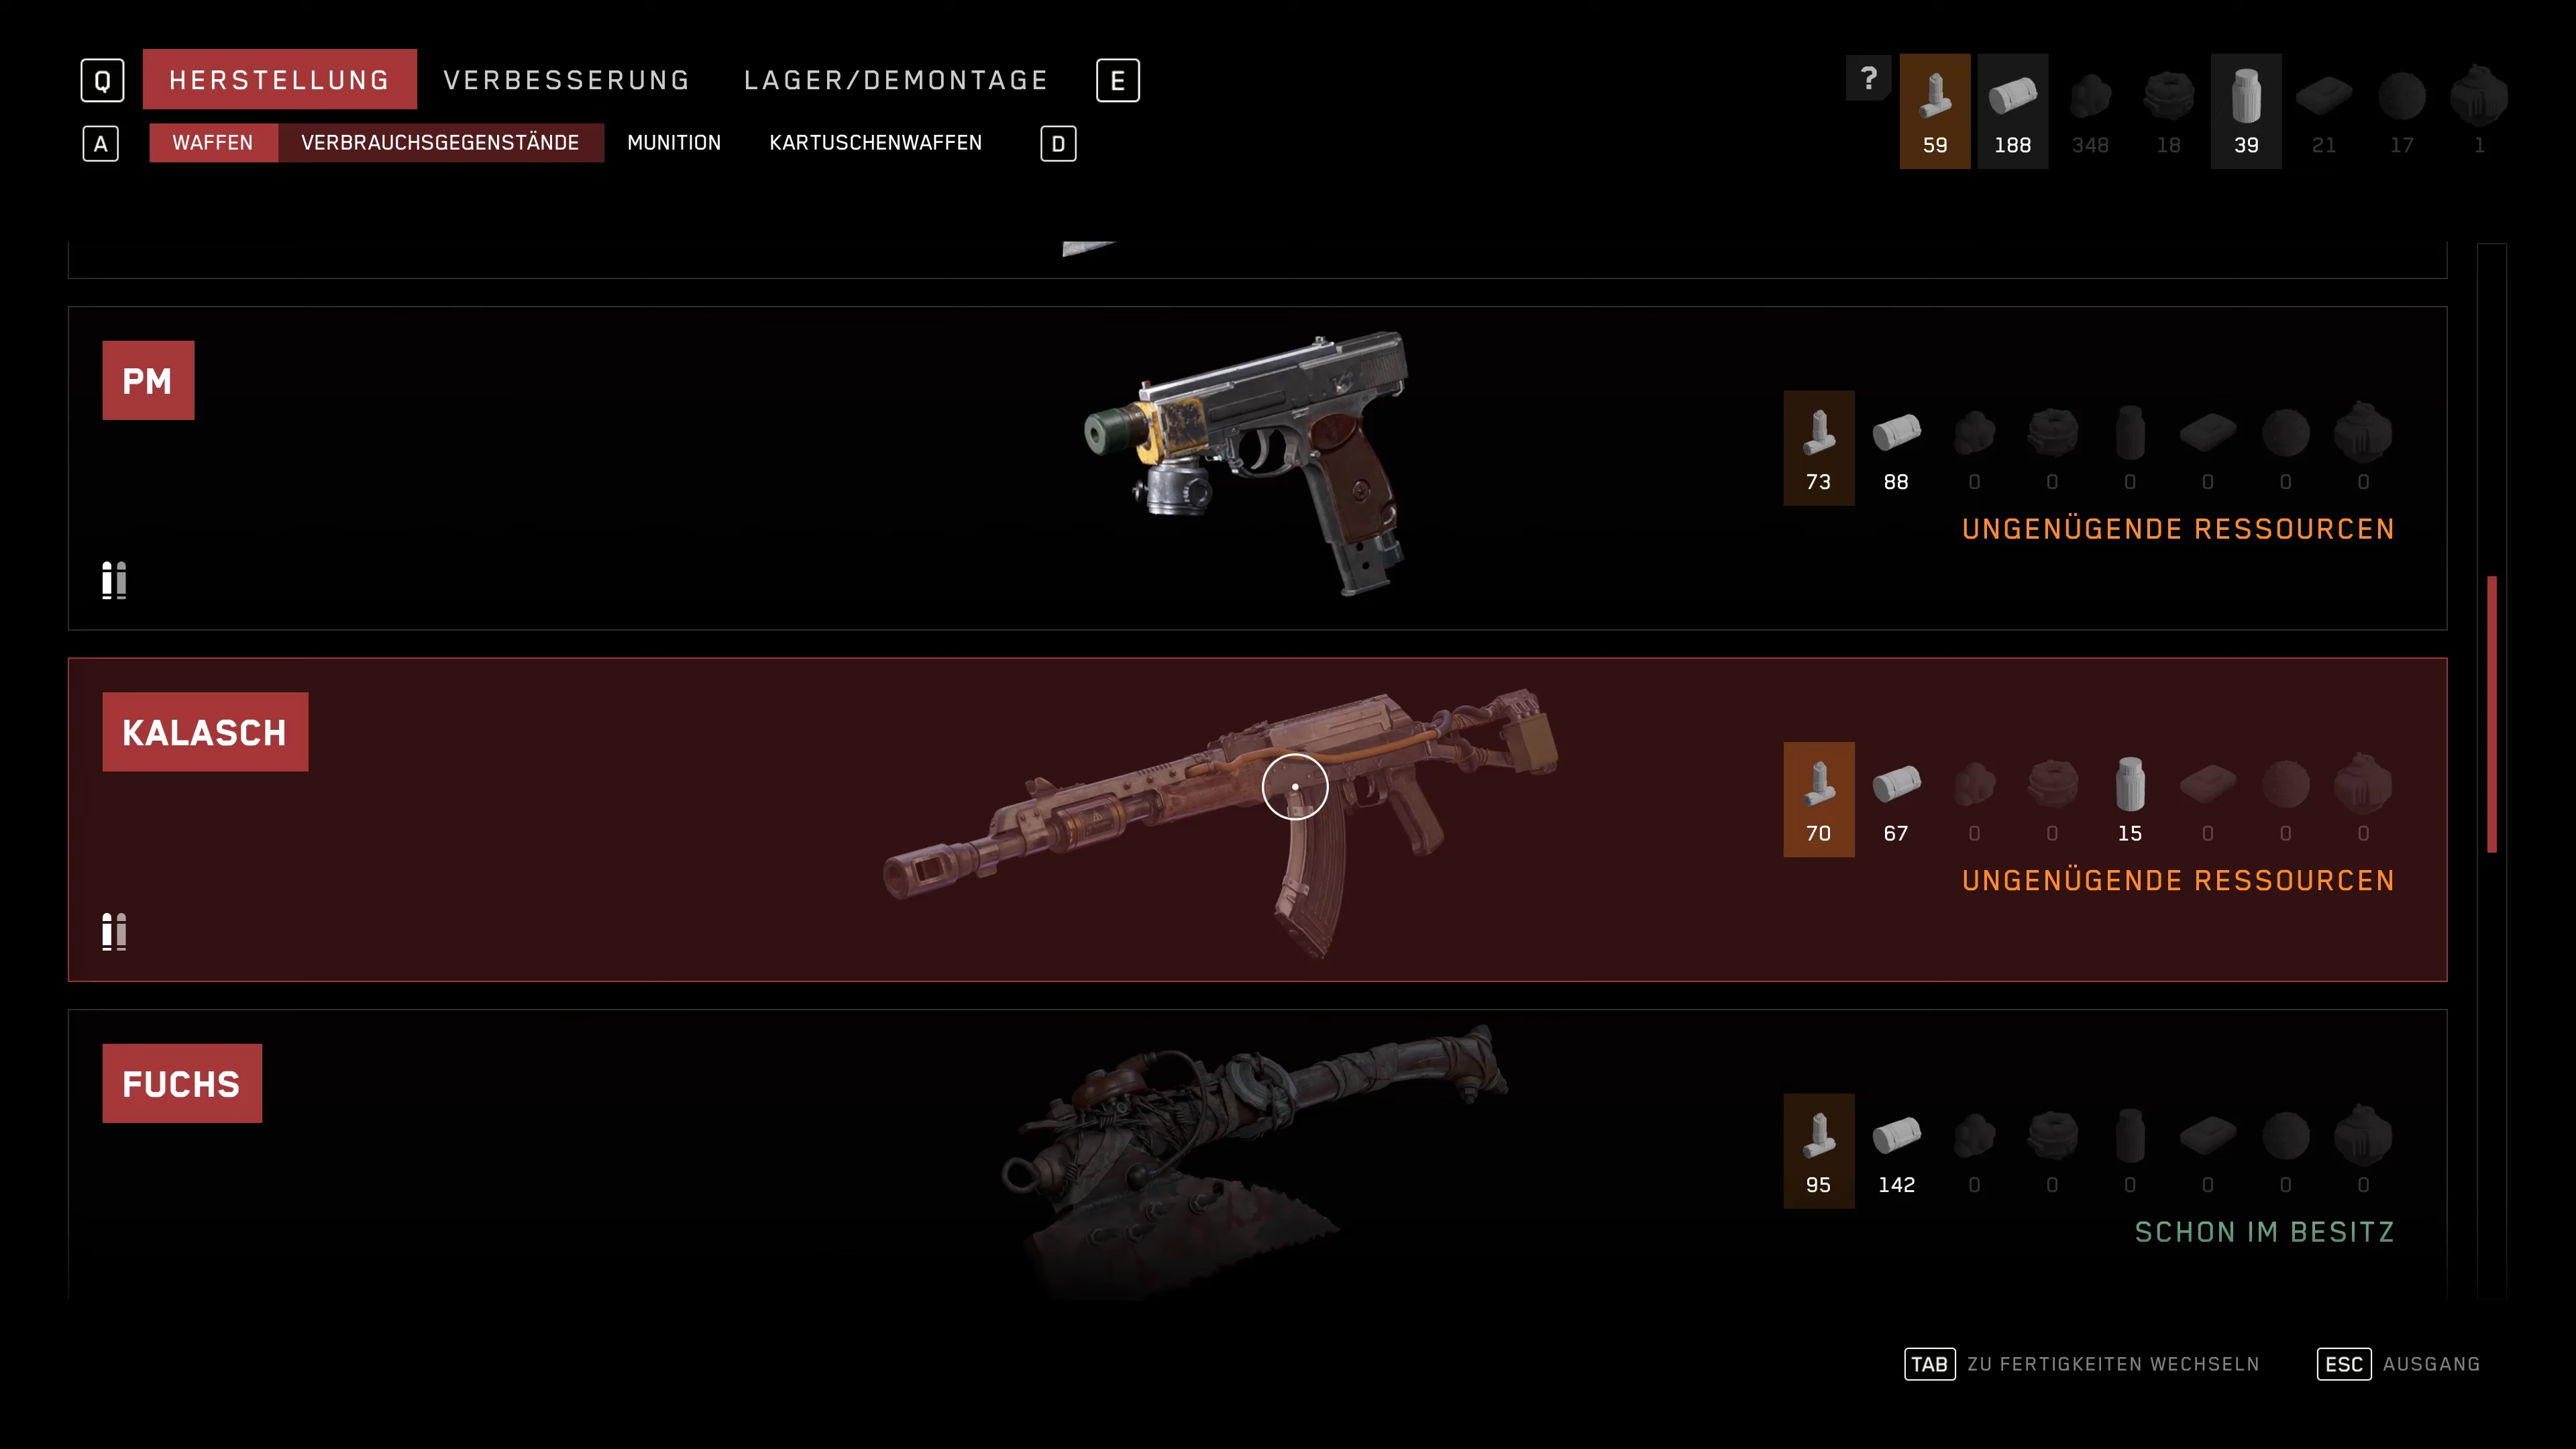 Q HERSTELLUNG VERBESSERUNG LAGER/DEMONTAGE E
A WAFFEN VERBRAUCHSGEGENSTÄNDE MUNITION KARTUSCHENWAFFEN D
? 59 188 348 18 39 21 17 1
PM
73 88 0 0 0 0 0 0
UNGENÜGENDE RESSOURCEN
KALASCH
70 67 0 0 15 0 0 0
UNGENÜGENDE RESSOURCEN
FUCHS
95 142 0 0 0 0 0 0
SCHON IM BESITZ
TAB ZU FERTIGKEITEN WECHSELN ESC AUSGANG